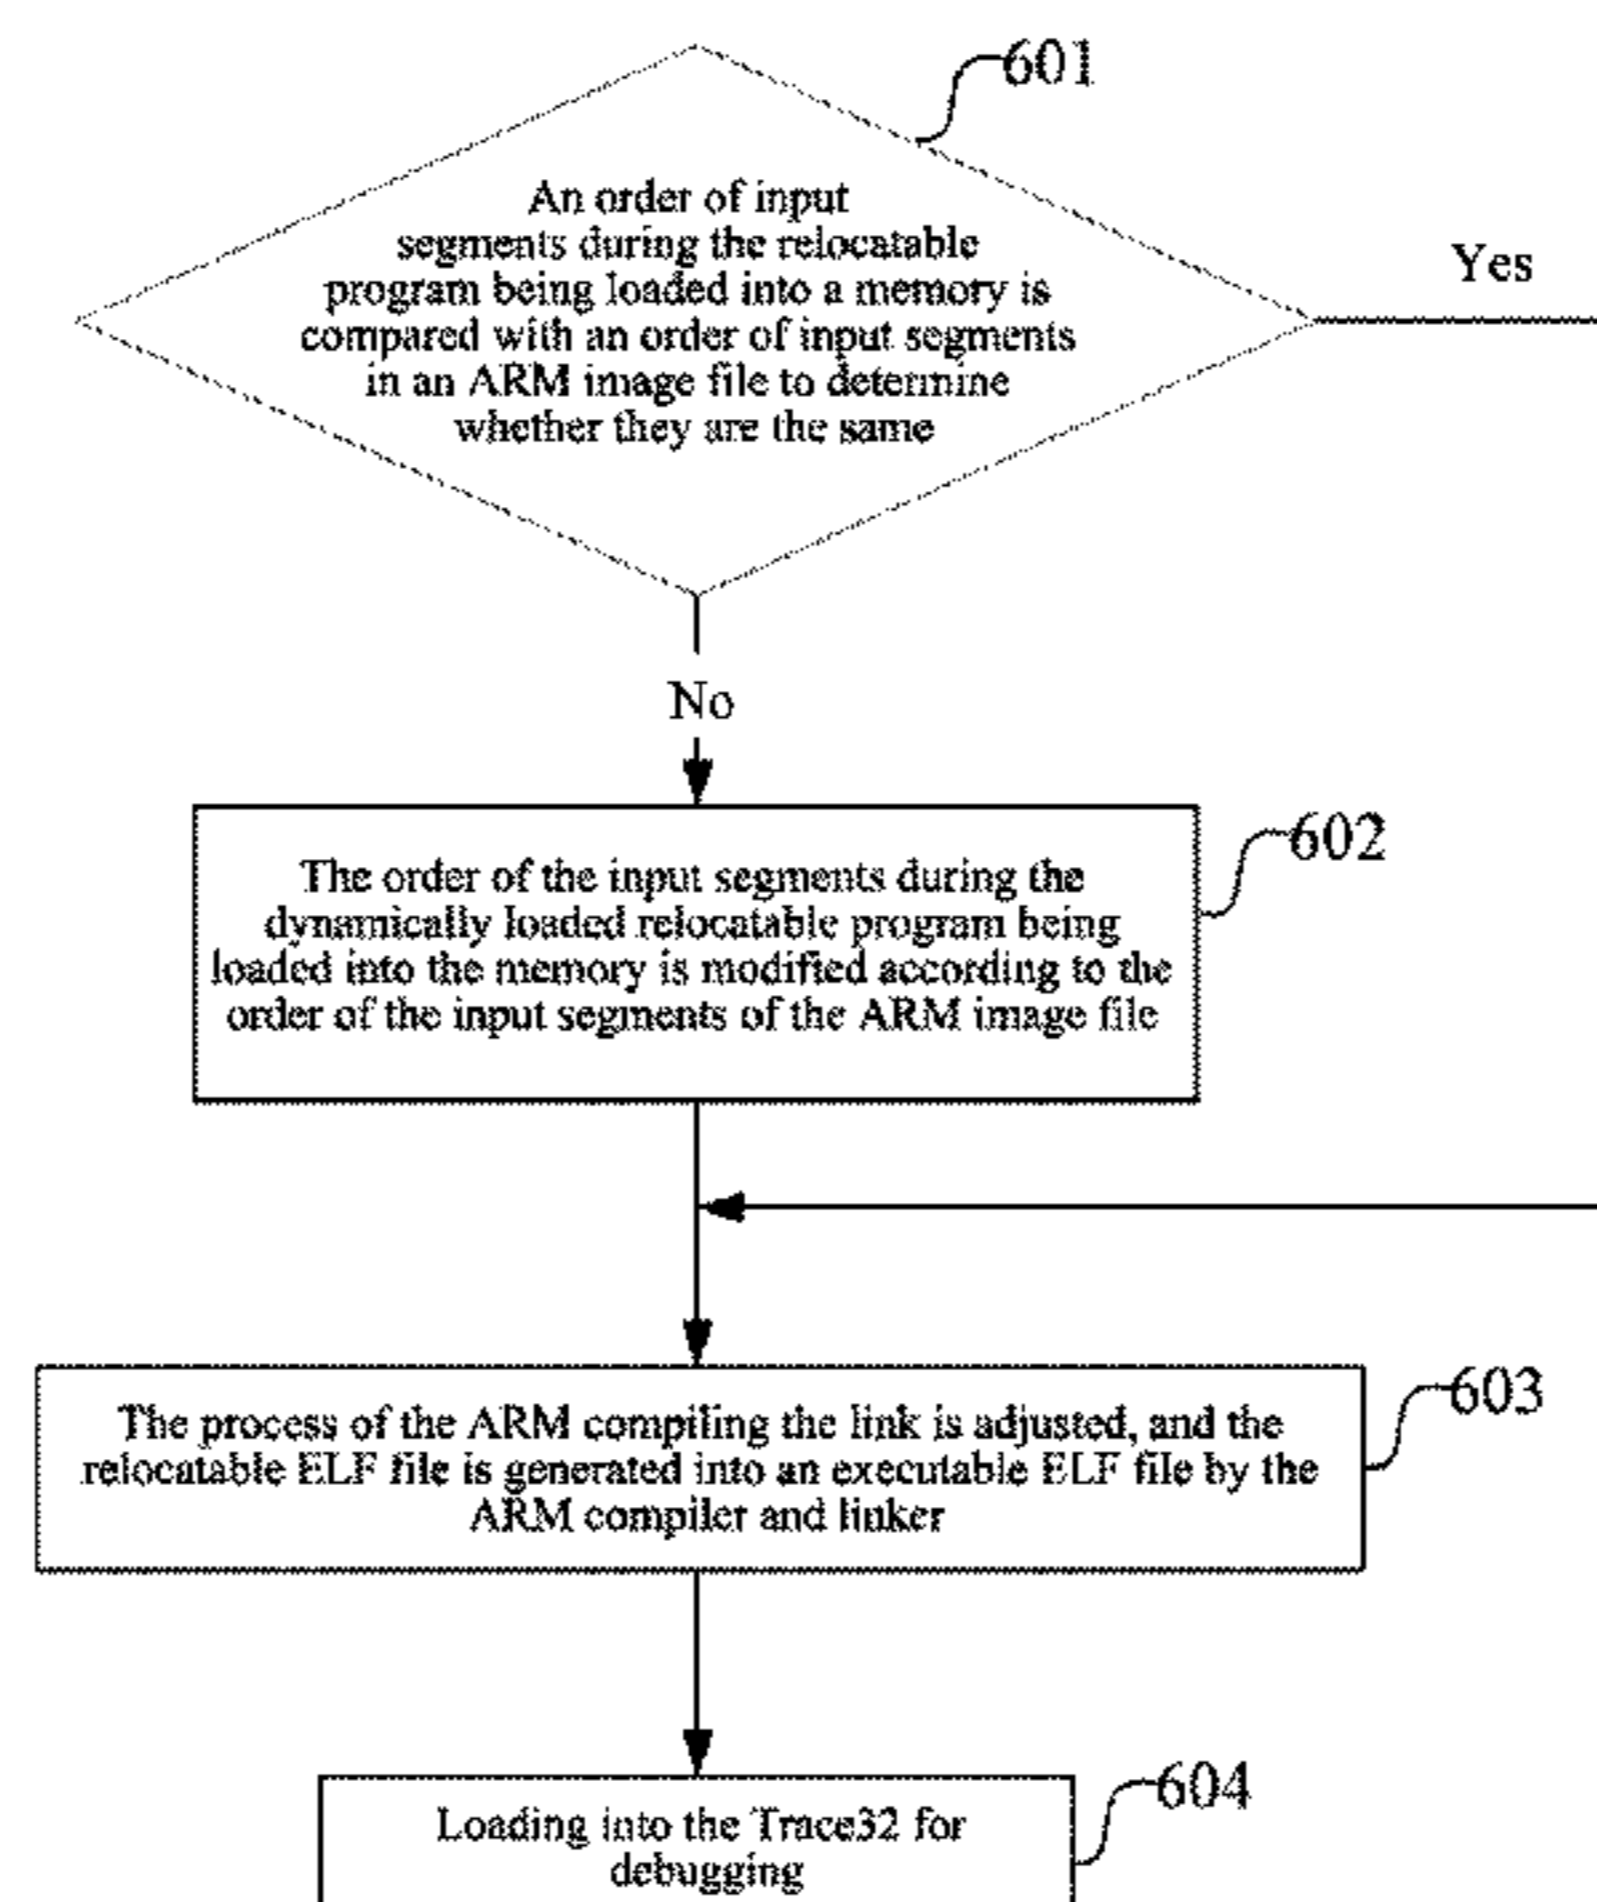 601
An order of input
segments during the relocatable
program being loaded into a memory is
compared with an order of input segments
in an ARM image file to determine
whether they are the same
Yes
No
602
The order of the input segments during the
dynamically loaded relocatable program being
loaded into the memory is modified according to the
order of the input segments of the ARM image file
603
The process of the ARM compiling the link is adjusted, and the
relocatable ELF file is generated into an executable ELF file by the
ARM compiler and linker
604
Loading into the Trace32 for
debugging